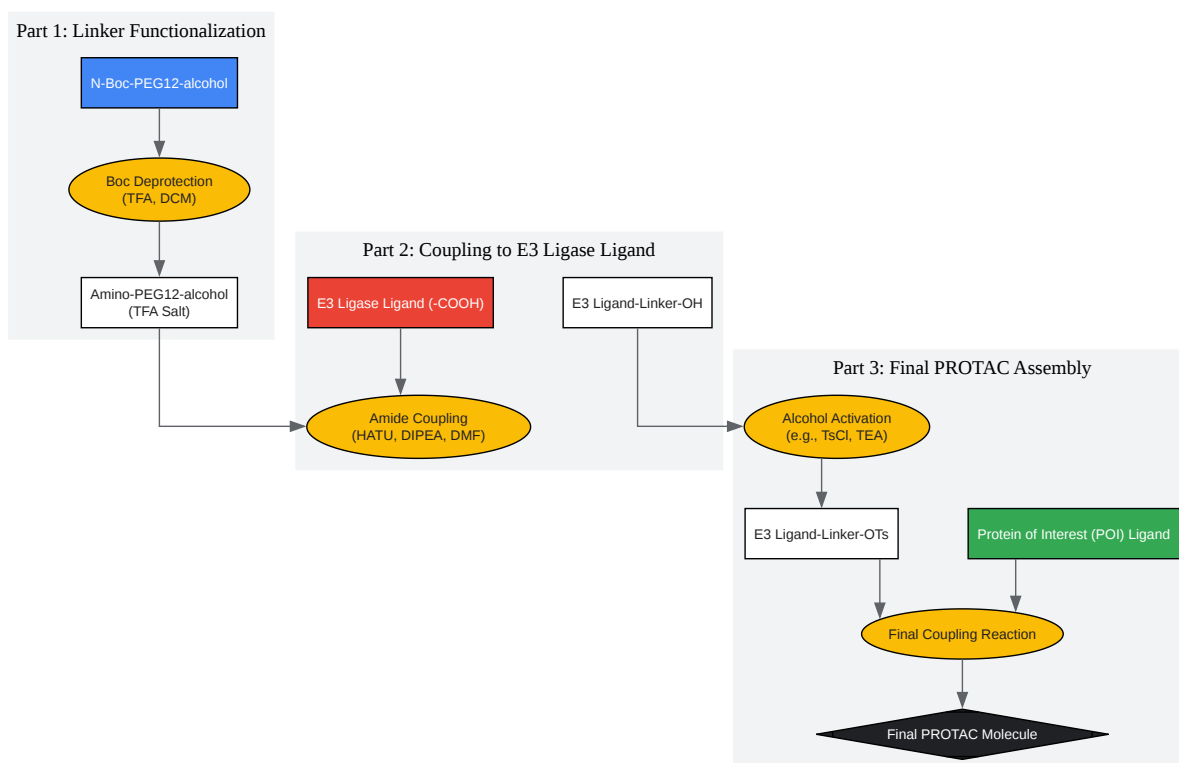 Part 1: Linker Functionalization
N-Boc-PEG12-alcohol
Boc Deprotection
(TFA, DCM)
Amino-PEG12-alcohol
(TFA Salt)
Part 2: Coupling to E3 Ligase Ligand
E3 Ligase Ligand (-COOH)
E3 Ligand-Linker-OH
Amide Coupling
(HATU, DIPEA, DMF)
Part 3: Final PROTAC Assembly
Alcohol Activation
(e.g., TsCl, TEA)
E3 Ligand-Linker-OTs
Protein of Interest (POI) Ligand
Final Coupling Reaction
Final PROTAC Molecule